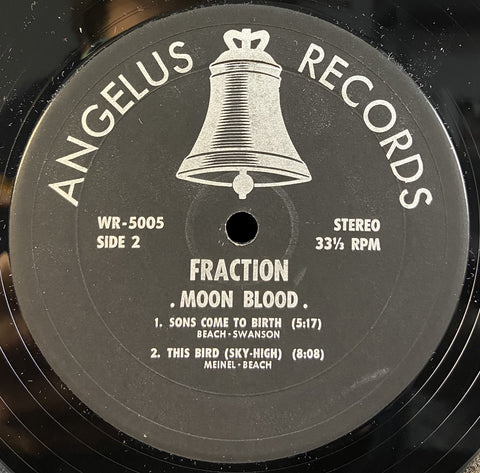 ANGELUS RECORDS
WR-5005
SIDE 2
STEREO
33⅓ RPM
FRACTION
. MOON BLOOD .
1. SONS COME TO BIRTH (5:17)
BEACH - SWANSON
2. THIS BIRD (SKY-HIGH) (8:08)
MEINEL - BEACH